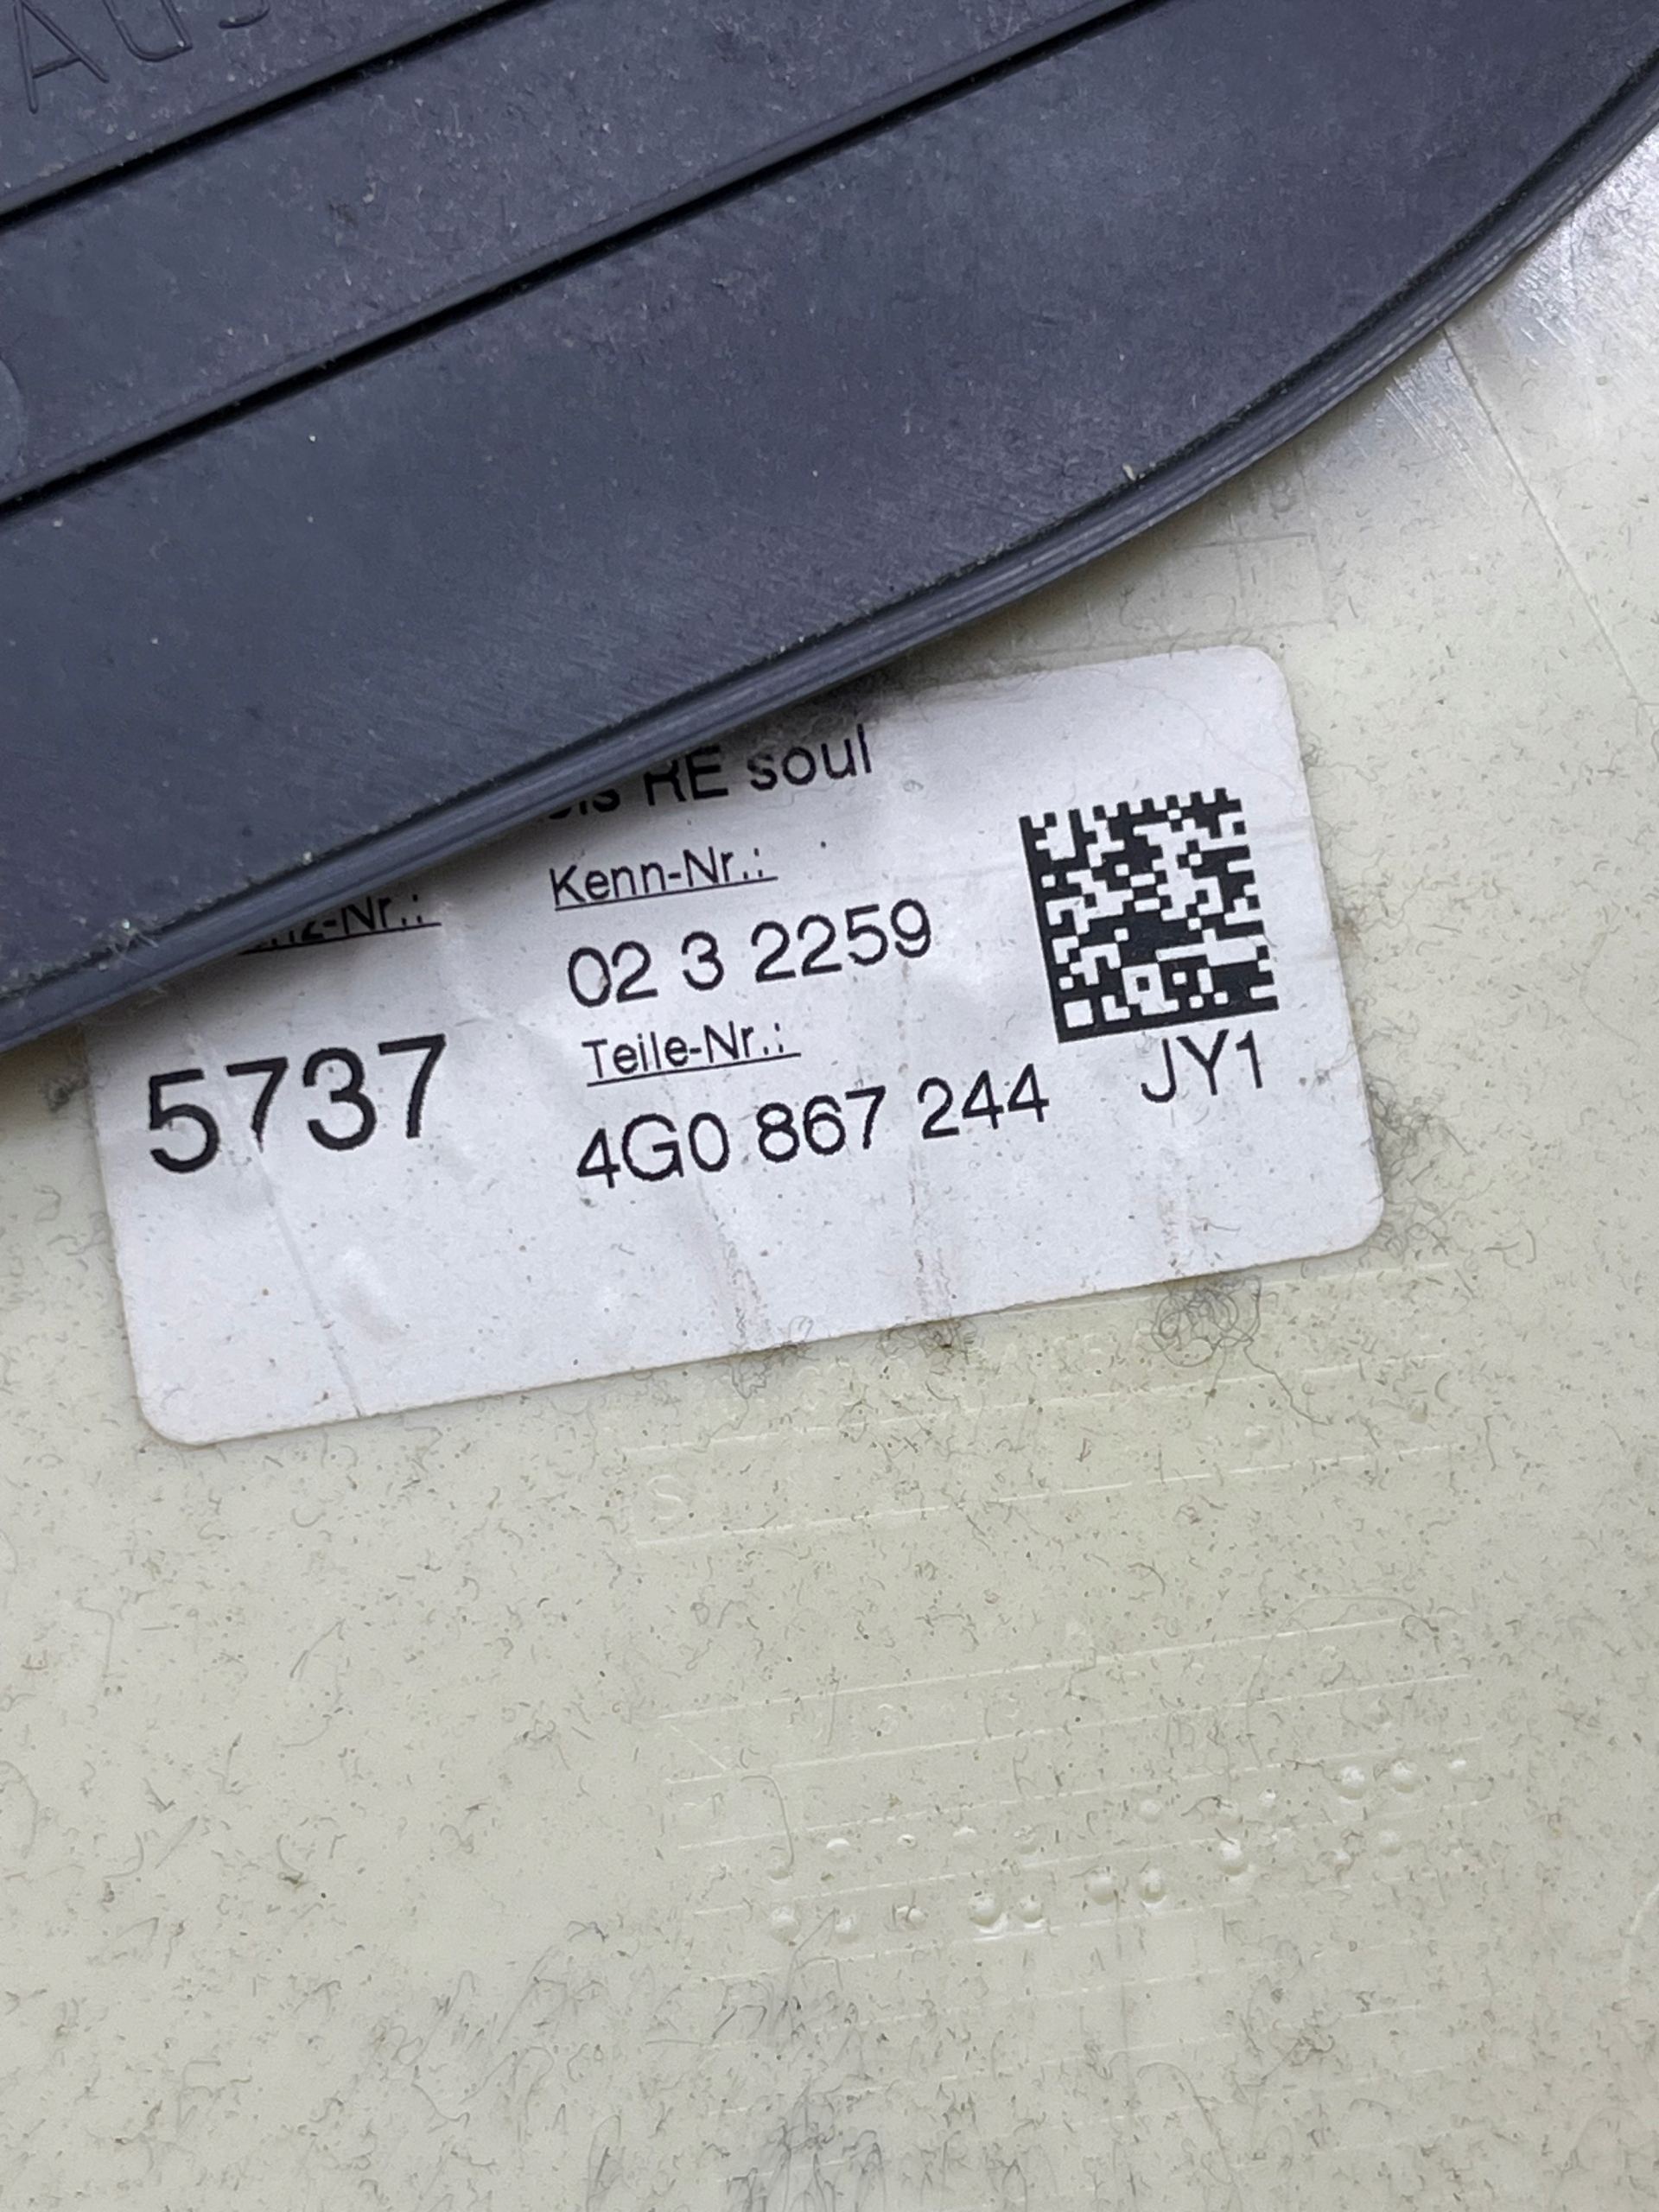 RE soul
Kenn-Nr.:
02 3 2259
Teile-Nr.:
5737
4G0 867 244
JY1